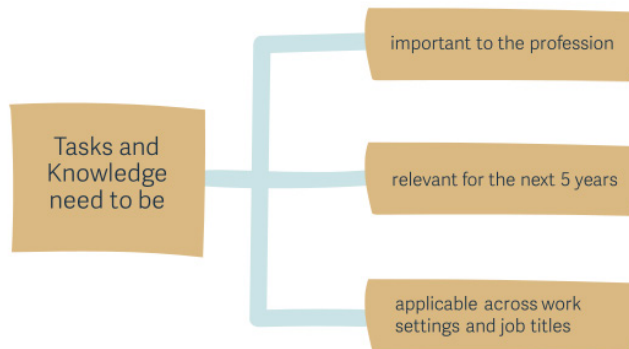 Tasks and
Knowledge
need to be
important to the profession
relevant for the next 5 years
applicable across work
settings and job titles